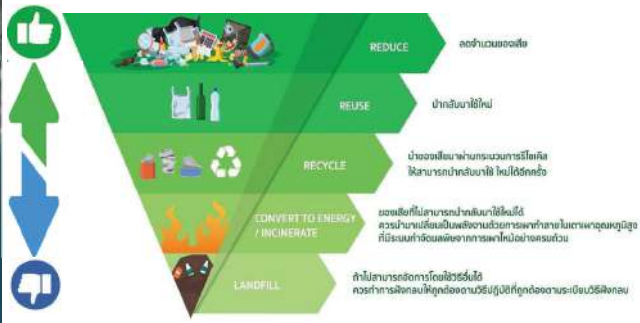 REDUCE
ลดจำนวนของเสีย
REUSE
นำกลับมาใช้ใหม่
RECYCLE
นำของเสียมาผ่านกระบวนการรีไซเคิล
ให้สามารถนำกลับมาใช้ ใหม่ได้อีกครั้ง
CONVERT TO ENERGY
/ INCINERATE
ของเสียที่ไม่สามารถนำกลับมาใช้ใหม่ได้
ควรนำมาเปลี่ยนเป็นพลังงานด้วยการเผาทำลายในเตาเผาอุณหภูมิสูง
ที่มีระบบกำจัดมลพิษจากการเผาไหม้อย่างครบถ้วน
LANDFILL
ถ้าไม่สามารถจัดการโดยใช้วิธีอื่นได้
ควรทำการฝังกลบให้ถูกต้องตามวิธีปฏิบัติที่ถูกต้องตามระเบียบวิธีฝังกลบ